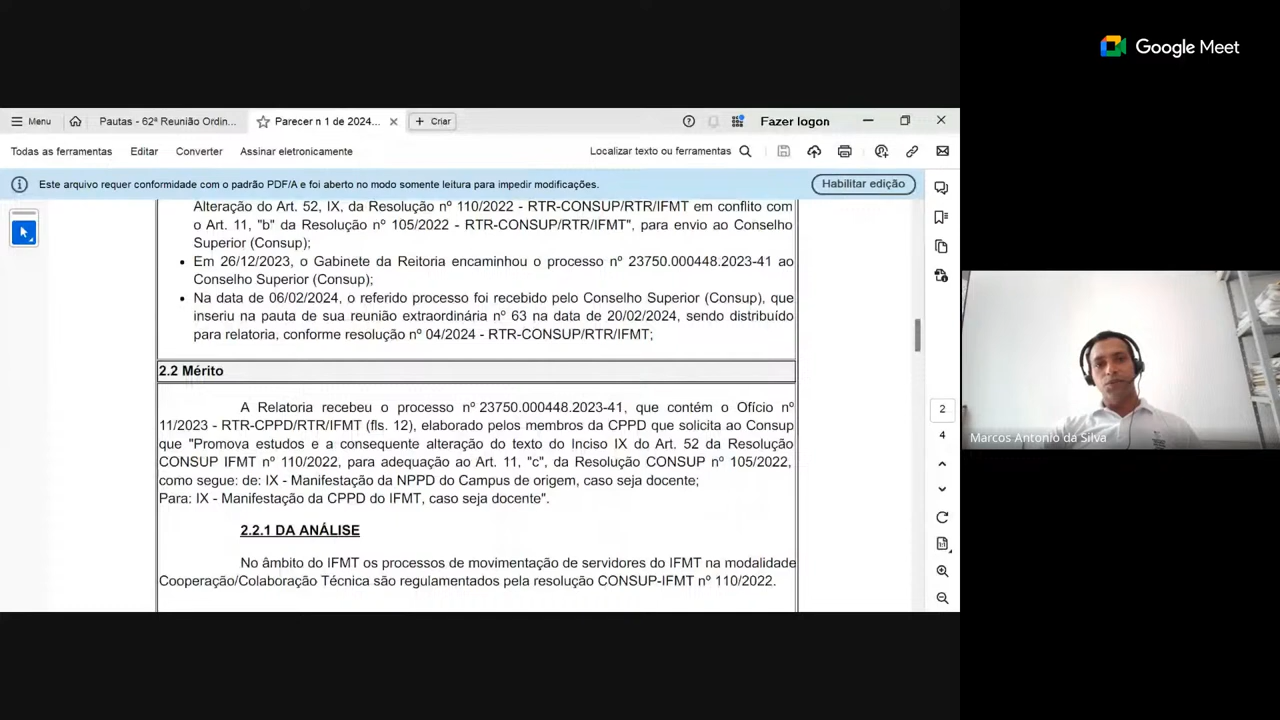 Google Meet
Menu
Pautas - 62ª Reunião Ordin...
Parecer n 1 de 2024...
Criar
Fazer logon
Todas as ferramentas
Editar
Converter
Assinar eletronicamente
Localizar texto ou ferramentas
Este arquivo requer conformidade com o padrão PDF/A e foi aberto no modo somente leitura para impedir modificações.
Habilitar edição
Alteração do Art. 52, IX, da Resolução nº 110/2022 - RTR-CONSUP/RTR/IFMT em conflito com
o Art. 11, "b" da Resolução nº 105/2022 - RTR-CONSUP/RTR/IFMT", para envio ao Conselho
Superior (Consup);
• Em 26/12/2023, o Gabinete da Reitoria encaminhou o processo nº 23750.000448.2023-41 ao
Conselho Superior (Consup);
• Na data de 06/02/2024, o referido processo foi recebido pelo Conselho Superior (Consup), que
inseriu na pauta de sua reunião extraordinária nº 63 na data de 20/02/2024, sendo distribuído
para relatoria, conforme resolução nº 04/2024 - RTR-CONSUP/RTR/IFMT;
2.2 Mérito
A Relatoria recebeu o processo nº 23750.000448.2023-41, que contém o Ofício nº
11/2023 - RTR-CPPD/RTR/IFMT (fls. 12), elaborado pelos membros da CPPD que solicita ao Consup
que "Promova estudos e a consequente alteração do texto do Inciso IX do Art. 52 da Resolução
CONSUP IFMT nº 110/2022, para adequação ao Art. 11, "c", da Resolução CONSUP nº 105/2022,
como segue: de: IX - Manifestação da NPPD do Campus de origem, caso seja docente;
Para: IX - Manifestação da CPPD do IFMT, caso seja docente".
2.2.1 DA ANÁLISE
No âmbito do IFMT os processos de movimentação de servidores do IFMT na modalidade
Cooperação/Colaboração Técnica são regulamentados pela resolução CONSUP-IFMT nº 110/2022.
2
4
Marcos Antonio da Silva